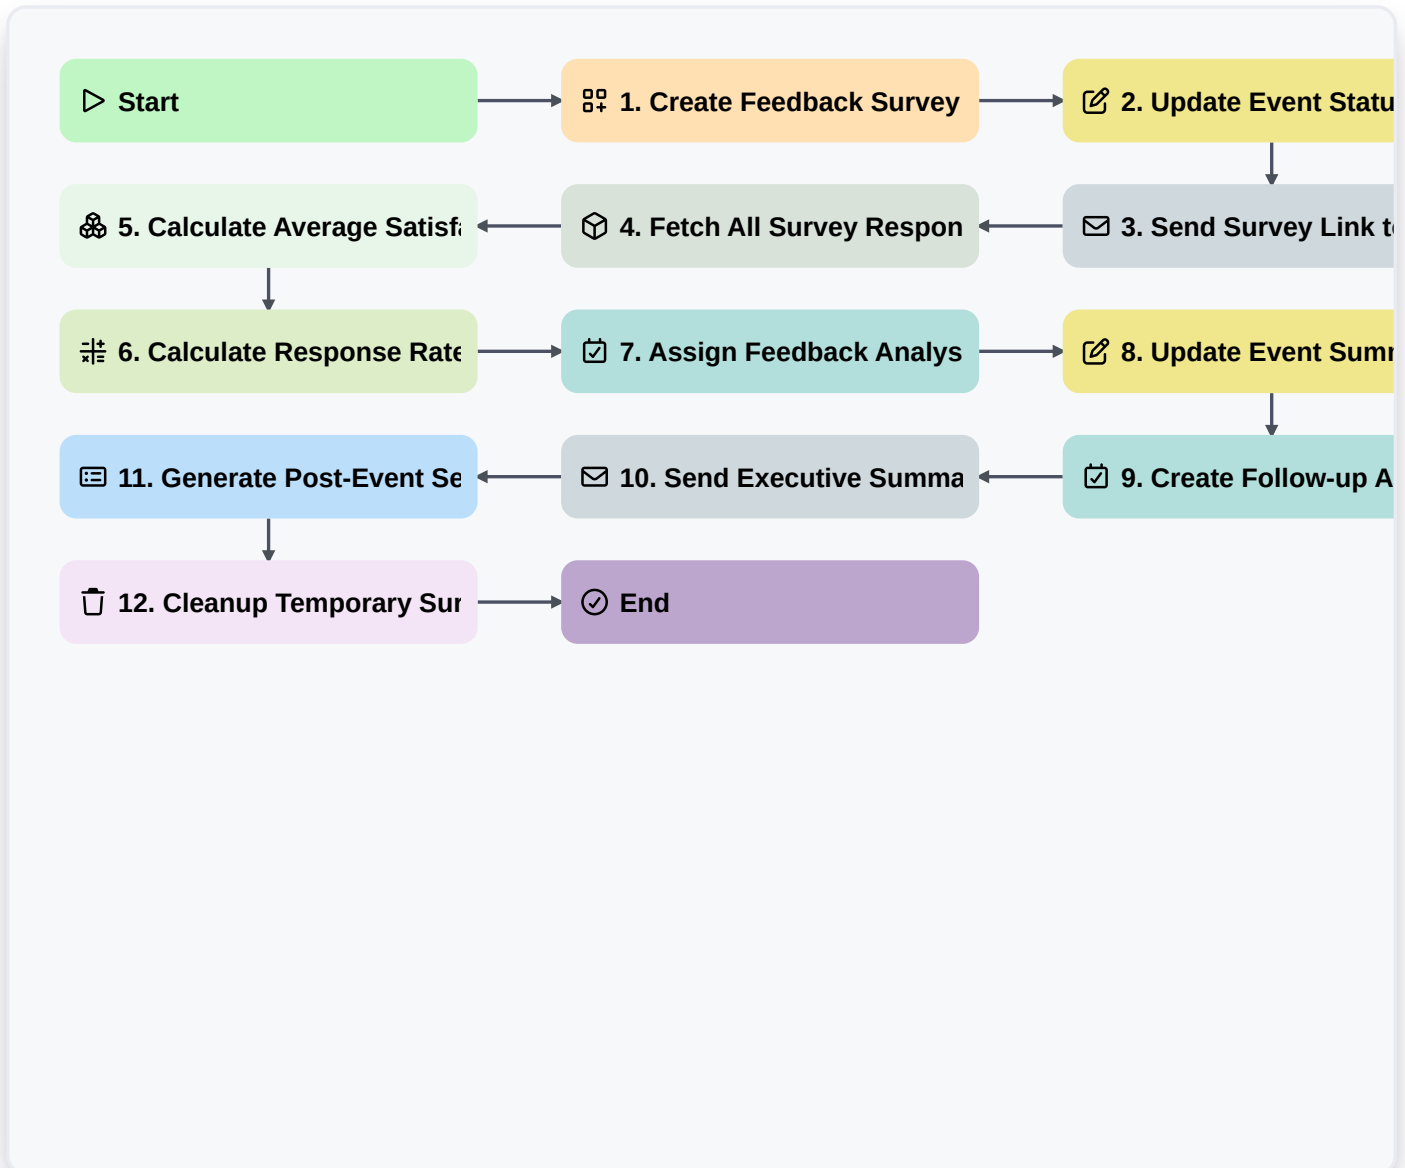 Start
1. Create Feedback Survey
2. Update Event Statu
5. Calculate Average Satisfa
4. Fetch All Survey Respon
3. Send Survey Link t
6. Calculate Response Rate
7. Assign Feedback Analys
8. Update Event Sum
11. Generate Post-Event Se
10. Send Executive Summa
9. Create Follow-up A
12. Cleanup Temporary Sur
End